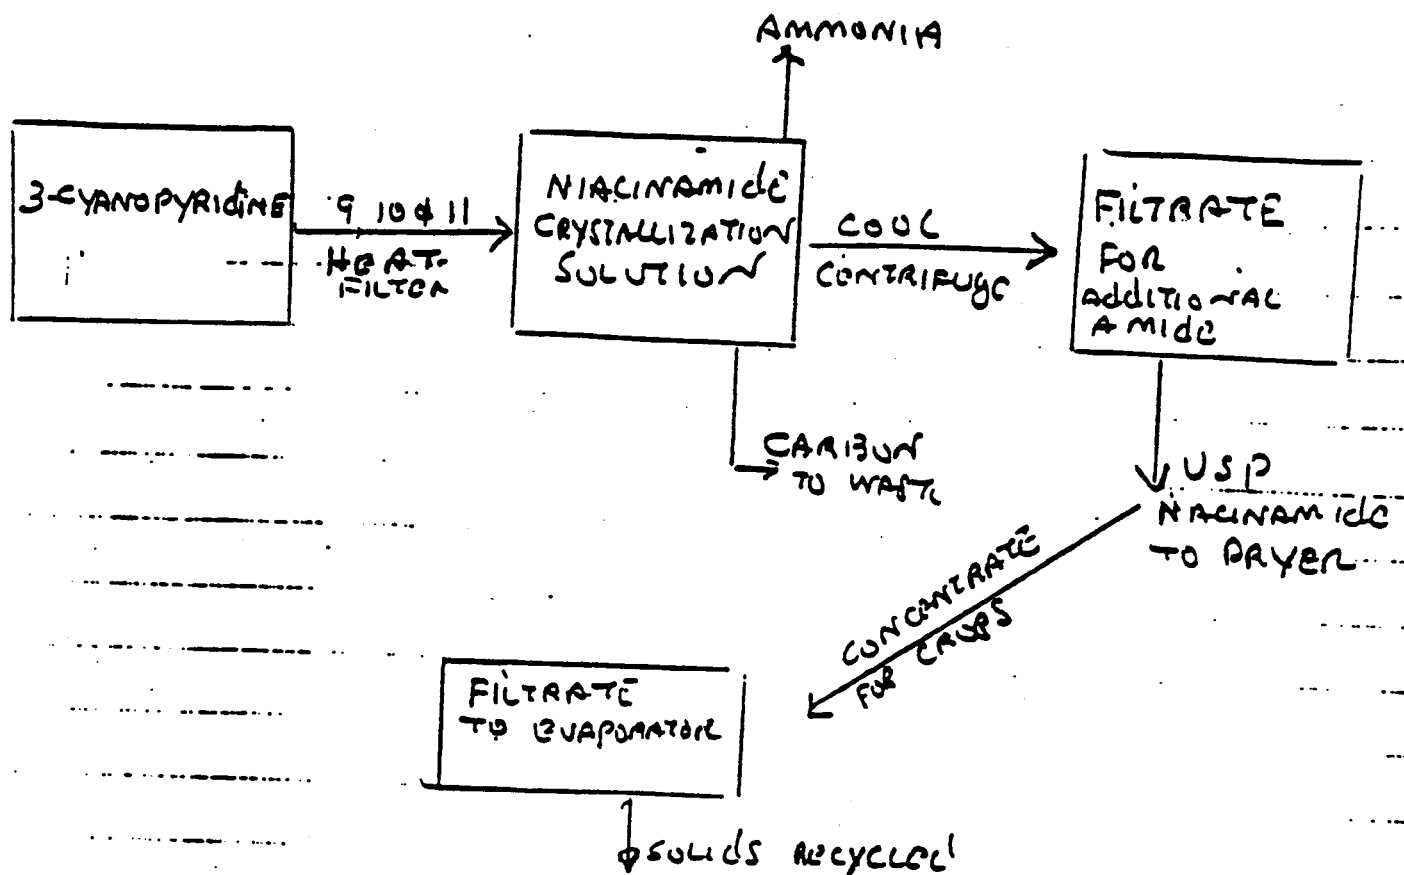 AMMONIA
3-CYANOPYRIDINE
9 10 & 11
HEAT
FILTER
NIACINAMIDE
CRYSTALLIZATION
SOLUTION
COOL
CENTRIFUGE
FILTRATE
FOR
ADDITIONAL
AMIDE
CARBON
TO WASTE
USP
NIACINAMIDE
TO DRYER
CONCENTRATE
FOR CROPS
FILTRATE
TO EVAPORATOR
SOLIDS RECYCLED